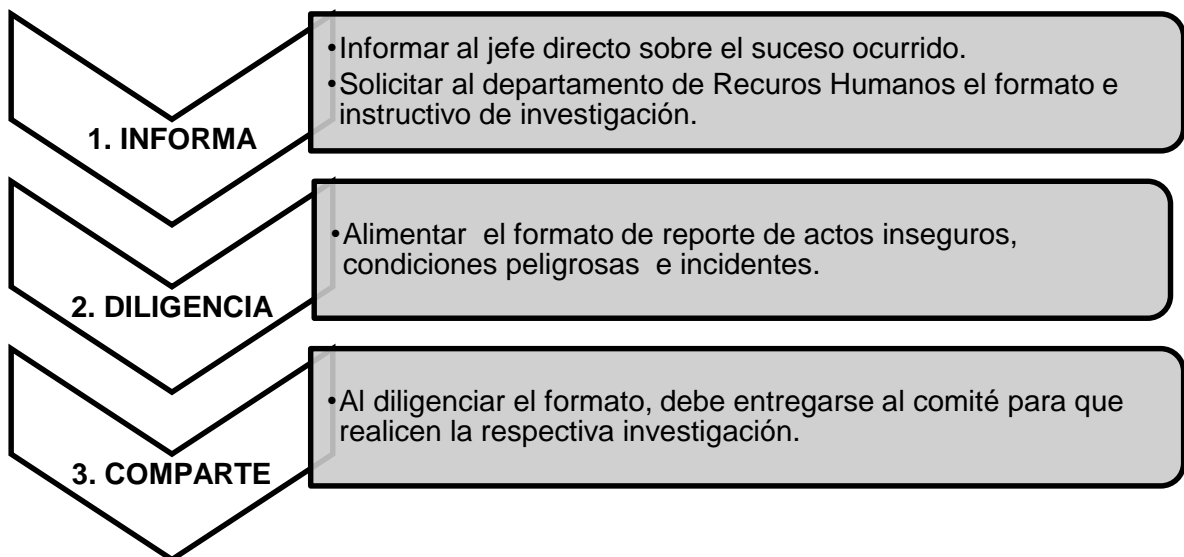 1. INFORMA
•Informar al jefe directo sobre el suceso ocurrido.
•Solicitar al departamento de Recuros Humanos el formato e
instructivo de investigación.
2. DILIGENCIA
•Alimentar  el formato de reporte de actos inseguros,
condiciones peligrosas  e incidentes.
3. COMPARTE
•Al diligenciar el formato, debe entregarse al comité para que
realicen la respectiva investigación.